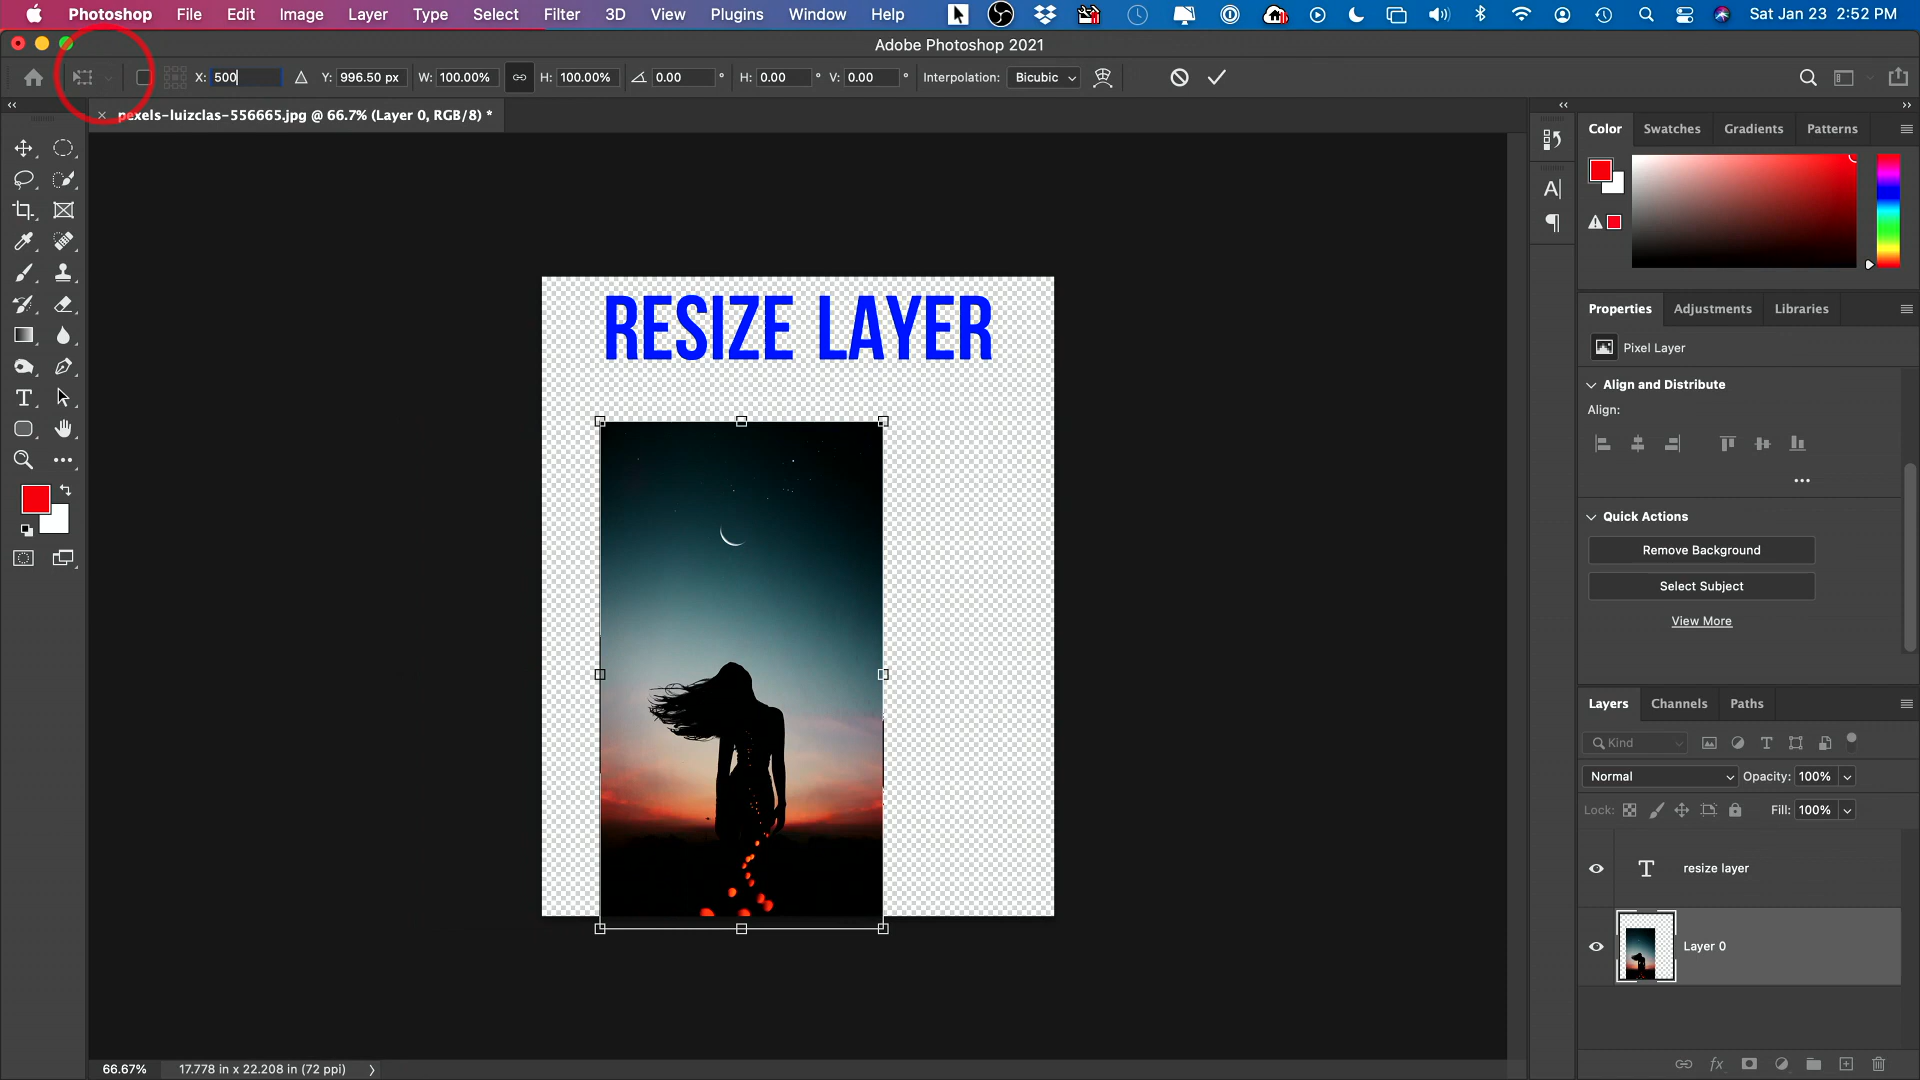 Photoshop File Edit Image Layer Type Select Filter 3D View Plugins Window Help Sat Jan 23 2:52 PM
Adobe Photoshop 2021
X: 500 Y: 996.50 px W: 100.00% H: 100.00% 0.00 ° H: 0.00 ° V: 0.00 ° Interpolation: Bicubic
pexels-luizclas-556665.jpg @ 66.7% (Layer 0, RGB/8) *
Color Swatches Gradients Patterns
RESIZE LAYER
Properties Adjustments Libraries
Pixel Layer
Align and Distribute
Align:
Quick Actions
Remove Background
Select Subject
View More
Layers Channels Paths
Kind
Normal Opacity: 100%
Lock: Fill: 100%
resize layer
Layer 0
66.67% 17.778 in x 22.208 in (72 ppi)